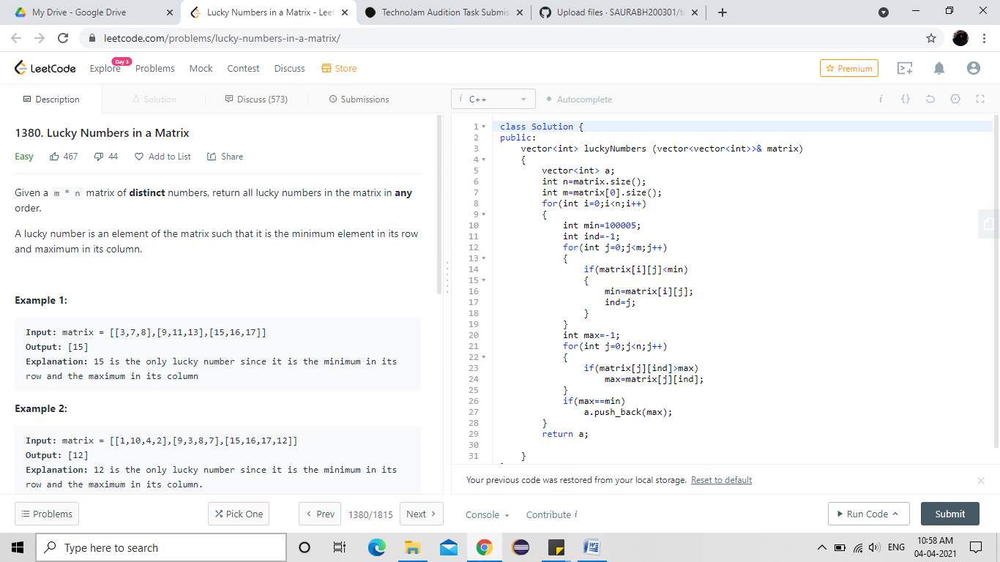 My Drive - Google Drive
Lucky Numbers in a Matrix - Leet
TechnoJam Audition Task Submis
Upload files · SAURABH200301/t
leetcode.com/problems/lucky-numbers-in-a-matrix/
LeetCode Explore Day 3 Problems Mock Contest Discuss Store Premium
Description Solution Discuss (573) Submissions
1380. Lucky Numbers in a Matrix
Easy 467 44 Add to List Share
Given a m * n matrix of distinct numbers, return all lucky numbers in the matrix in any
order.
A lucky number is an element of the matrix such that it is the minimum element in its row
and maximum in its column.
Example 1:
Input: matrix = [[3,7,8],[9,11,13],[15,16,17]]
Output: [15]
Explanation: 15 is the only lucky number since it is the minimum in its
row and the maximum in its column
Example 2:
Input: matrix = [[1,10,4,2],[9,3,8,7],[15,16,17,12]]
Output: [12]
Explanation: 12 is the only lucky number since it is the minimum in its
row and the maximum in its column.
Problems Pick One Prev 1380/1815 Next
i C++ Autocomplete i {}
1 class Solution {
2 public:
3 vector<int> luckyNumbers (vector<vector<int>>& matrix)
4 {
5 vector<int> a;
6 int n=matrix.size();
7 int m=matrix[0].size();
8 for(int i=0;i<n;i++)
9 {
10 int min=100005;
11 int ind=-1;
12 for(int j=0;j<m;j++)
13 {
14 if(matrix[i][j]<min)
15 {
16 min=matrix[i][j];
17 ind=j;
18 }
19 }
20 int max=-1;
21 for(int j=0;j<n;j++)
22 {
23 if(matrix[j][ind]>max)
24 max=matrix[j][ind];
25 }
26 if(max==min)
27 a.push_back(max);
28 }
29 return a;
30
31 }
Your previous code was restored from your local storage. Reset to default
Console Contribute i Run Code Submit
Type here to search
ENG
10:58 AM
04-04-2021